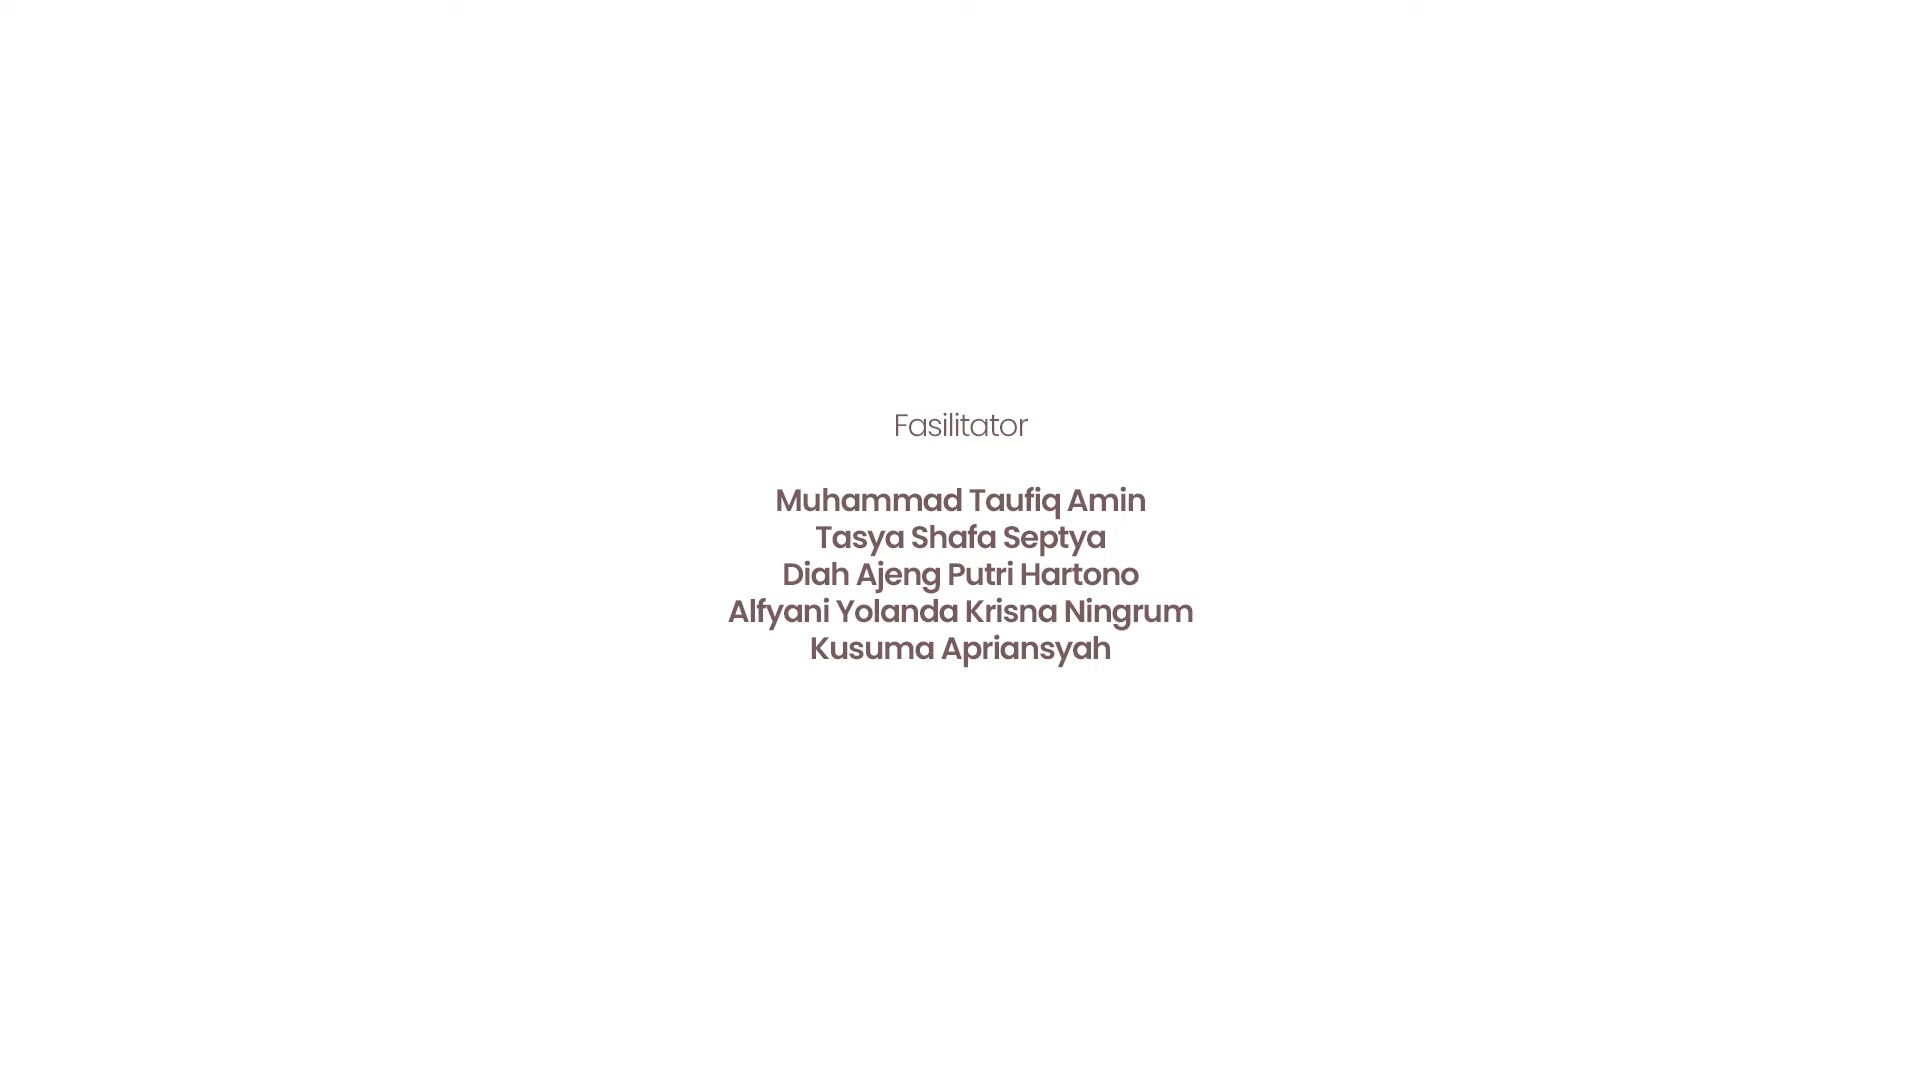 Fasilitator
Muhammad Taufiq Amin
Tasya Shafa Septya
Diah Ajeng Putri Hartono
Alfyani Yolanda Krisna Ningrum
Kusuma Apriansyah